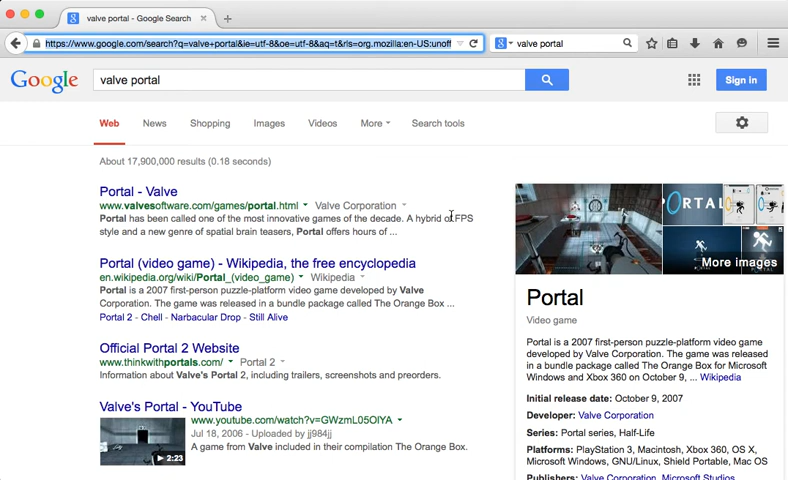 valve portal - Google Search
https://www.google.com/search?q=valve+portal&ie=utf-8&oe=utf-8&aq=t&rls=org.mozilla:en-US:unoff
valve portal
Google
valve portal
Sign in
Web News Shopping Images Videos More Search tools
About 17,900,000 results (0.18 seconds)
Portal - Valve
www.valvesoftware.com/games/portal.html Valve Corporation
Portal has been called one of the most innovative games of the decade. A hybrid of FPS
style and a new genre of spatial brain teasers, Portal offers hours of ...
Portal (video game) - Wikipedia, the free encyclopedia
en.wikipedia.org/wiki/Portal_(video_game) Wikipedia
Portal is a 2007 first-person puzzle-platform video game developed by Valve
Corporation. The game was released in a bundle package called The Orange Box ...
Portal 2 - Chell - Narbacular Drop - Still Alive
Official Portal 2 Website
www.thinkwithportals.com/ Portal 2
Information about Valve's Portal 2, including trailers, screenshots and preorders.
Valve's Portal - YouTube
www.youtube.com/watch?v=GWzmL05OlYA
Jul 18, 2006 - Uploaded by jj984jj
A game from Valve included in their compilation The Orange Box.
2:23
PORTAL
More images
Portal
Video game
Portal is a 2007 first-person puzzle-platform video game
developed by Valve Corporation. The game was released
in a bundle package called The Orange Box for Microsoft
Windows and Xbox 360 on October 9, ... Wikipedia
Initial release date: October 9, 2007
Developer: Valve Corporation
Series: Portal series, Half-Life
Platforms: PlayStation 3, Macintosh, Xbox 360, OS X,
Microsoft Windows, GNU/Linux, Shield Portable, Mac OS
Publishers: Valve Corporation, Microsoft Studios,